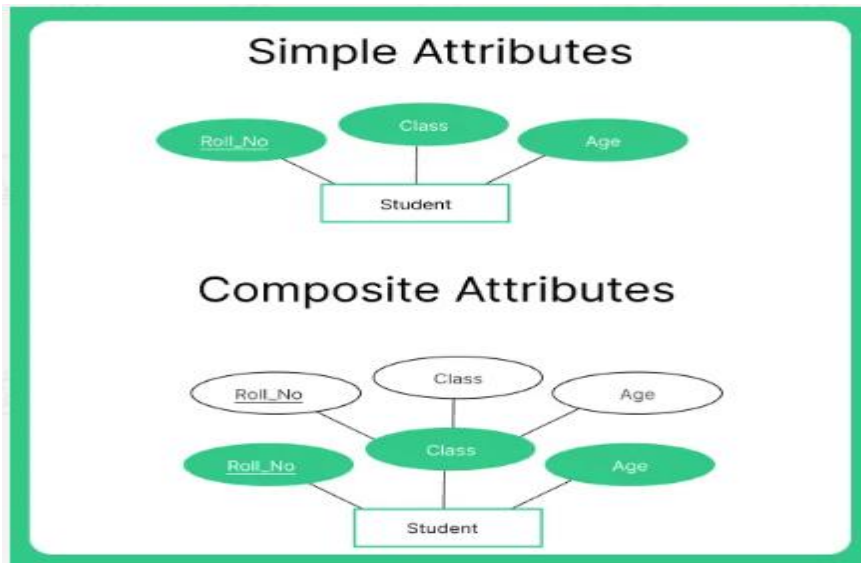 Simple Attributes
Class
Roll_No
Age
Student
Composite Attributes
Class
Roll_No
Age
Class
Roll_No
Age
Student